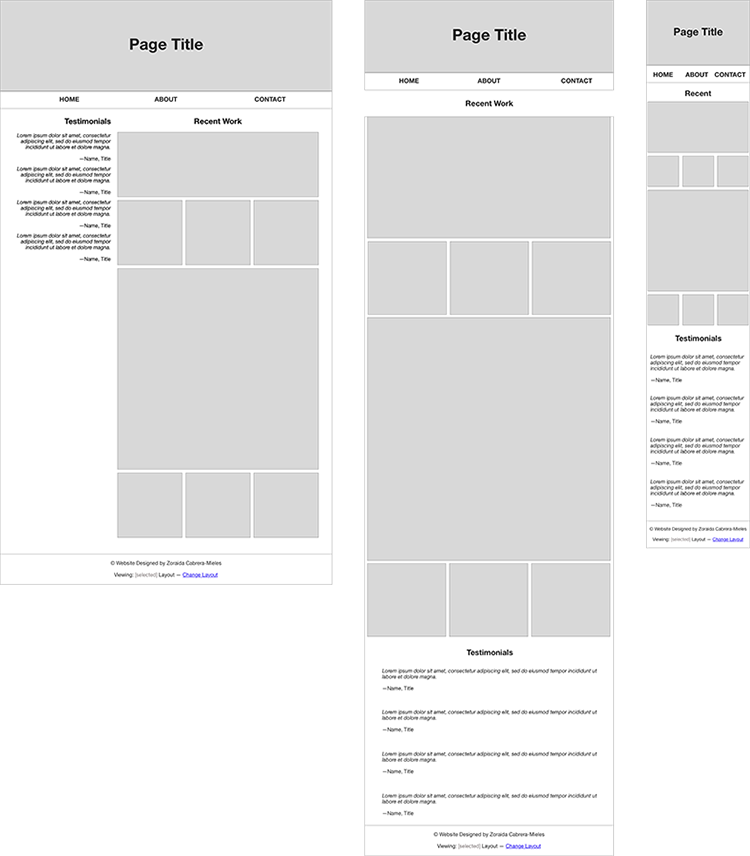 Page Title
HOME ABOUT CONTACT
Testimonials
Lorem ipsum dolor sit amet, consectetur
adipiscing elit, sed do eiusmod tempor
incididunt ut labore et dolore magna.
—Name, Title
Lorem ipsum dolor sit amet, consectetur
adipiscing elit, sed do eiusmod tempor
incididunt ut labore et dolore magna.
—Name, Title
Lorem ipsum dolor sit amet, consectetur
adipiscing elit, sed do eiusmod tempor
incididunt ut labore et dolore magna.
—Name, Title
Lorem ipsum dolor sit amet, consectetur
adipiscing elit, sed do eiusmod tempor
incididunt ut labore et dolore magna.
—Name, Title
Recent Work
© Website Designed by Zoraida Cabrera-Mieles
Viewing: [selected] Layout — Change Layout
Page Title
HOME ABOUT CONTACT
Recent Work
Testimonials
Lorem ipsum dolor sit amet, consectetur adipiscing elit, sed do eiusmod tempor incididunt ut
labore et dolore magna.
—Name, Title
Lorem ipsum dolor sit amet, consectetur adipiscing elit, sed do eiusmod tempor incididunt ut
labore et dolore magna.
—Name, Title
Lorem ipsum dolor sit amet, consectetur adipiscing elit, sed do eiusmod tempor incididunt ut
labore et dolore magna.
—Name, Title
Lorem ipsum dolor sit amet, consectetur adipiscing elit, sed do eiusmod tempor incididunt ut
labore et dolore magna.
—Name, Title
© Website Designed by Zoraida Cabrera-Mieles
Viewing: [selected] Layout — Change Layout
Page Title
HOME ABOUT CONTACT
Recent
Testimonials
Lorem ipsum dolor sit amet, consectetur
adipiscing elit, sed do eiusmod tempor
incididunt ut labore et dolore magna.
—Name, Title
Lorem ipsum dolor sit amet, consectetur
adipiscing elit, sed do eiusmod tempor
incididunt ut labore et dolore magna.
—Name, Title
Lorem ipsum dolor sit amet, consectetur
adipiscing elit, sed do eiusmod tempor
incididunt ut labore et dolore magna.
—Name, Title
Lorem ipsum dolor sit amet, consectetur
adipiscing elit, sed do eiusmod tempor
incididunt ut labore et dolore magna.
—Name, Title
© Website Designed by Zoraida Cabrera-Mieles
Viewing: [selected] Layout — Change Layout